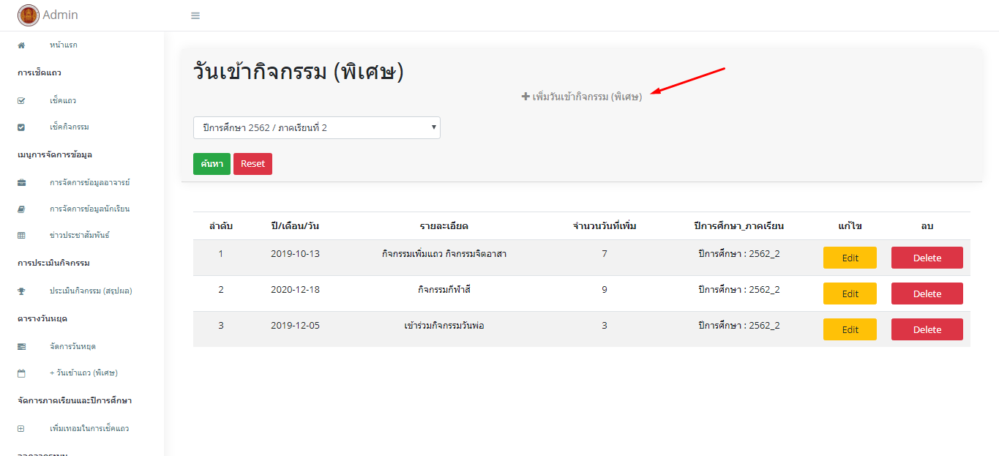 Admin
หน้าแรก
การเช็คแถว
เช็คแถว
เช็คกิจกรรม
เมนูการจัดการข้อมูล
การจัดการข้อมูลอาจารย์
การจัดการข้อมูลนักเรียน
ข่าวประชาสัมพันธ์
การประเมินกิจกรรม
ประเมินกิจกรรม (สรุปผล)
ตารางวันหยุด
จัดการวันหยุด
+ วันเข้าแถว (พิเศษ)
จัดการภาคเรียนและปีการศึกษา
เพิ่มเทอมในการเช็คแถว
วันเข้ากิจกรรม (พิเศษ)
เพิ่มวันเข้ากิจกรรม (พิเศษ)
ปีการศึกษา 2562 / ภาคเรียนที่ 2
ค้นหา Reset
ลำดับ ปี/เดือน/วัน รายละเอียด จำนวนวันที่เพิ่ม ปีการศึกษา_ภาคเรียน แก้ไข ลบ
1 2019-10-13 กิจกรรมเพิ่มแถว กิจกรรมจิตอาสา 7 ปีการศึกษา : 2562_2 Edit Delete
2 2020-12-18 กิจกรรมกีฬาสี 9 ปีการศึกษา : 2562_2 Edit Delete
3 2019-12-05 เข้าร่วมกิจกรรมวันพ่อ 3 ปีการศึกษา : 2562_2 Edit Delete